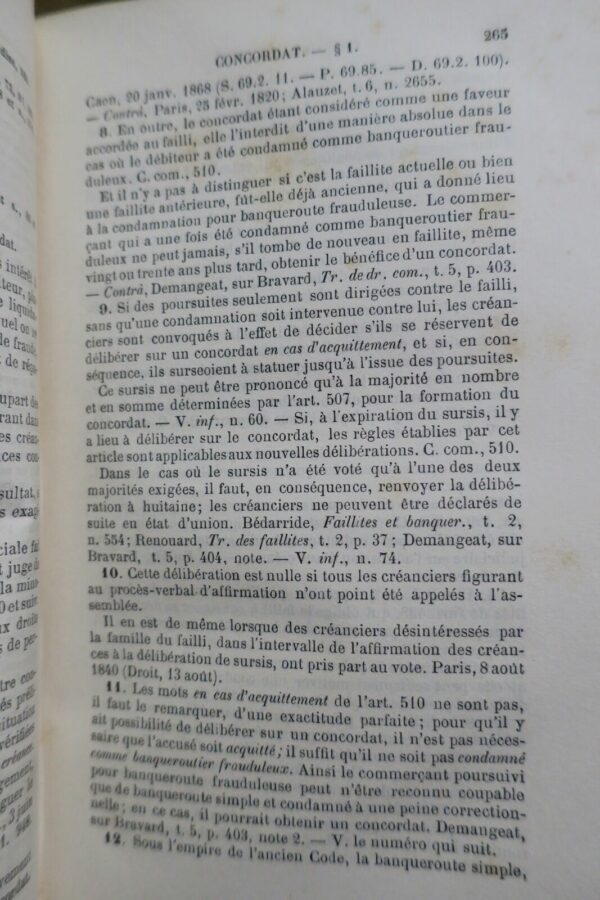 CONCORDAT. — § 1.
265
Caen, 20 janv. 1868 (S. 69.2. 11. — P. 69.85. — D. 69.2. 100).
— Contrà, Paris, 25 févr. 1820; Alauzet, t. 6, n. 2655.
8. En outre, le concordat étant considéré comme une faveur
accordée au failli, elle l'interdit d'une manière absolue dans le
cas où le débiteur a été condamné comme banqueroutier frau-
duleux. C. com., 510.
Et il n'y a pas à distinguer si c'est la faillite actuelle ou bien
une faillite antérieure, fût-elle déjà ancienne, qui a donné lieu
à la condamnation pour banqueroute frauduleuse. Le commer-
çant qui a une fois été condamné comme banqueroutier frau-
duleux ne peut jamais, s'il tombe de nouveau en faillite, même
vingt ou trente ans plus tard, obtenir le bénéfice d'un concordat.
— Contrà, Demangeat, sur Bravard, Tr. de dr. com., t. 5, p. 403.
9. Si des poursuites seulement sont dirigées contre le failli,
sans qu'une condamnation soit intervenue contre lui, les créan-
ciers sont convoqués à l'effet de décider s'ils se réservent de
délibérer sur un concordat en cas d'acquittement, et si, en con-
séquence, ils surseoient à statuer jusqu'à l'issue des poursuites.
Ce sursis ne peut être prononcé qu'à la majorité en nombre
et en somme déterminées par l'art. 507, pour la formation du
concordat. — V. inf., n. 60. — Si, à l'expiration du sursis, il y
a lieu à délibérer sur le concordat, les règles établies par cet
article sont applicables aux nouvelles délibérations. C. com., 510.
Dans le cas où le sursis n'a été voté qu'à l'une des deux
majorités exigées, il faut, en conséquence, renvoyer la délibé-
ration à huitaine; les créanciers ne peuvent être déclarés de
suite en état d'union. Bédarride, Faillites et banquer., t. 2,
n. 554; Renouard, Tr. des faillites, t. 2, p. 37; Demangeat, sur
Bravard, t. 5, p. 404, note. — V. inf., n. 74.
10. Cette délibération est nulle si tous les créanciers figurant
au procès-verbal d'affirmation n'ont point été appelés à l'as-
semblée.
Il en est de même lorsque des créanciers désintéressés par
la famille du failli, dans l'intervalle de l'affirmation des créan-
ces à la délibération de sursis, ont pris part au vote. Paris, 8 août
1840 (Droit, 13 août).
11. Les mots en cas d'acquittement de l'art. 510 ne sont pas,
il faut le remarquer, d'une exactitude parfaite; pour qu'il y
ait possibilité de délibérer sur un concordat, il n'est pas néces-
saire que l'accusé soit acquitté; il suffit qu'il ne soit pas condamné
comme banqueroutier frauduleux. Ainsi le commerçant poursuivi
pour banqueroute frauduleuse peut n'être reconnu coupable
que de banqueroute simple et condamné à une peine correction-
nelle; en ce cas, il pourrait obtenir un concordat. Demangeat,
sur Bravard, t. 5, p. 403, note 2. — V. le numéro qui suit.
12. Sous l'empire de l'ancien Code, la banqueroute simple,